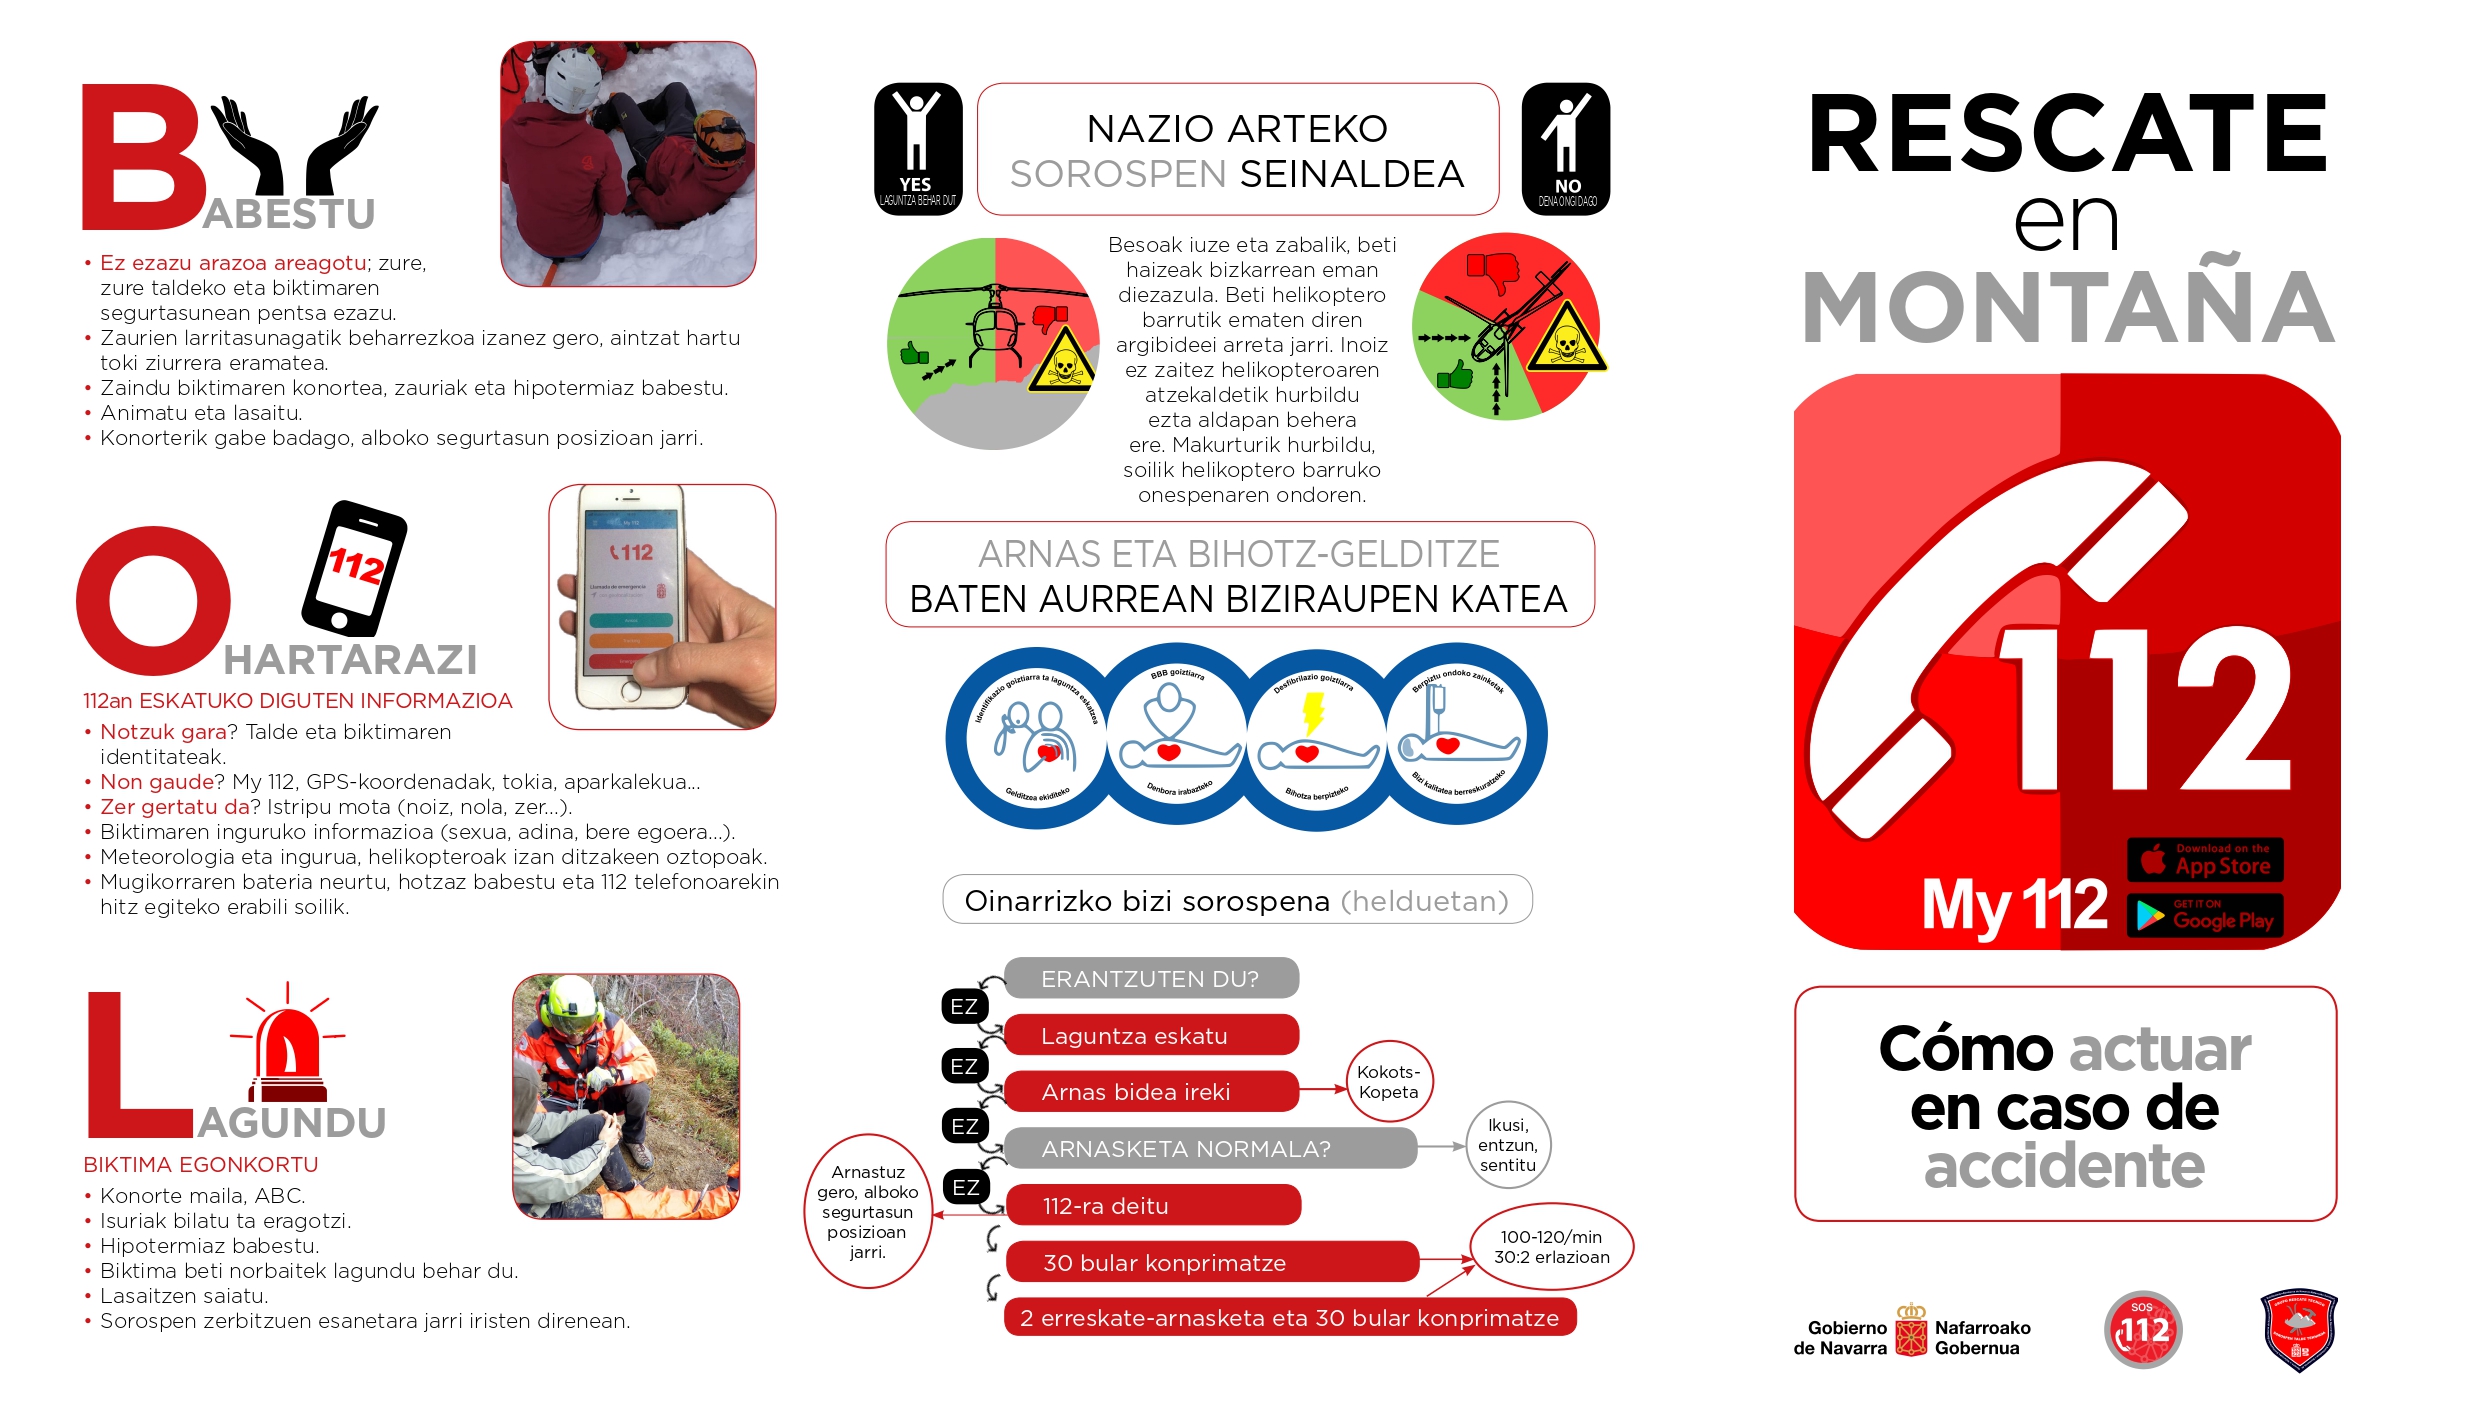 BABESTU
• Ez ezazu arazoa areagotu; zure,
zure taldeko eta biktimaren
segurtasunean pentsa ezazu.
• Zaurien larritasunagatik beharrezkoa izanez gero, aintzat hartu
toki ziurrera eramatea.
• Zaindu biktimaren konortea, zauriak eta hipotermiaz babestu.
• Animatu eta lasaitu.
• Konorterik gabe badago, alboko segurtasun posizioan jarri.
112
OHARTARAZI
My 112
112
Llamada de emergencia
112an ESKATUKO DIGUTEN INFORMAZIOA
• Notzuk gara? Talde eta biktimaren
identitateak.
• Non gaude? My 112, GPS-koordenadak, tokia, aparkalekua...
• Zer gertatu da? Istripu mota (noiz, nola, zer...).
• Biktimaren inguruko informazioa (sexua, adina, bere egoera...).
• Meteorologia eta ingurua, helikopteroak izan ditzakeen oztopoak.
• Mugikorraren bateria neurtu, hotzaz babestu eta 112 telefonoarekin
hitz egiteko erabili soilik.
LAGUNDU
BIKTIMA EGONKORTU
• Konorte maila, ABC.
• Isuriak bilatu ta eragotzi.
• Hipotermiaz babestu.
• Biktima beti norbaitek lagundu behar du.
• Lasaitzen saiatu.
• Sorospen zerbitzuen esanetara jarri iristen direnean.
YES
LAGUNTZA BEHAR DUT
NAZIO ARTEKO
SOROSPEN SEINALDEA
NO
DENA ONGI DAGO
Besoak iuze eta zabalik, beti
haizeak bizkarrean eman
diezazula. Beti helikoptero
barrutik ematen diren
argibideei arreta jarri. Inoiz
ez zaitez helikopteroaren
atzekaldetik hurbildu
ezta aldapan behera
ere. Makurturik hurbildu,
soilik helikoptero barruko
onespenaren ondoren.
ARNAS ETA BIHOTZ-GELDITZE
BATEN AURREAN BIZIRAUPEN KATEA
Identifikazio goiztiarra ta laguntza eskatzea
Gelditzea ekiditeko
BBB goiztiarra
Denbora irabazteko
Desfibrilazio goiztiarra
Bihotza berpizteko
Berpiztu ondoko zainketak
Bizi kalitatea berreskuratzeko
Oinarrizko bizi sorospena (helduetan)
ERANTZUTEN DU?
EZ
Laguntza eskatu
EZ
Arnas bidea ireki
Kokots-
Kopeta
EZ
ARNASKETA NORMALA?
Ikusi,
entzun,
sentitu
EZ
Arnastuz
gero, alboko
segurtasun
posizioan
jarri.
112-ra deitu
30 bular konprimatze
100-120/min
30:2 erlazioan
2 erreskate-arnasketa eta 30 bular konprimatze
RESCATE
en
MONTAÑA
112
My 112
Download on the
App Store
GET IT ON
Google Play
Cómo actuar
en caso de
accidente
Gobierno
de Navarra
Nafarroako
Gobernua
SOS
112